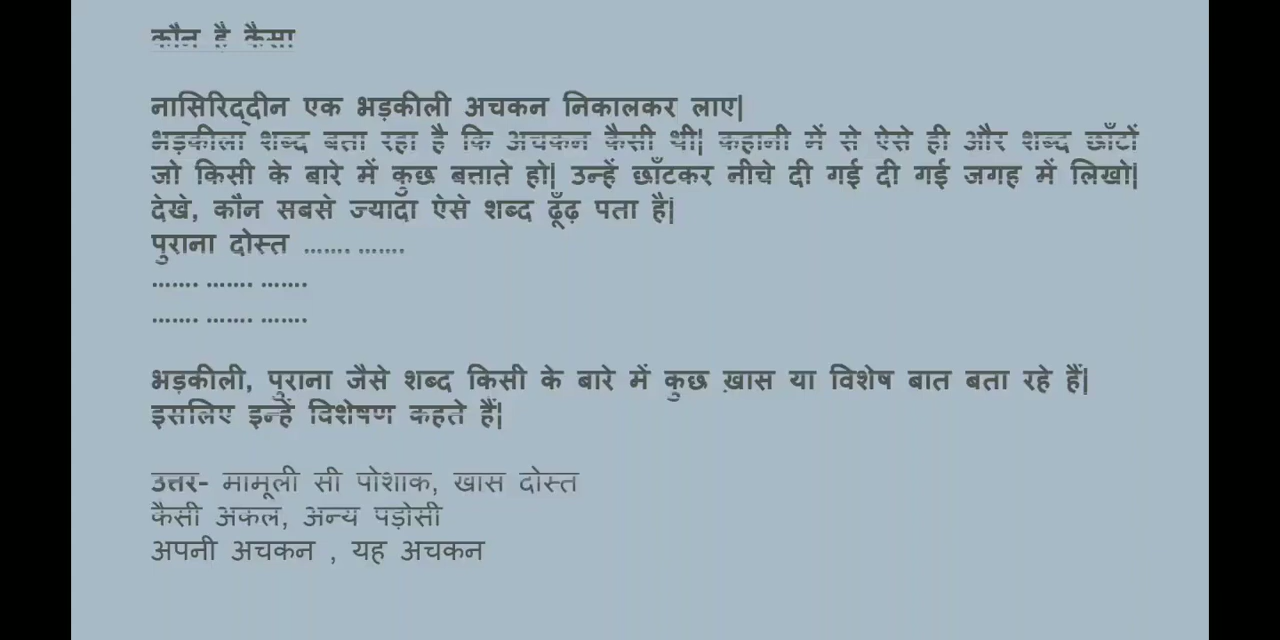 कौन है कैसा
नासिरिद्दीन एक भड़कीली अचकन निकालकर लाए|
भड़कीला शब्द बता रहा है कि अचकन कैसी थी| कहानी में से ऐसे ही और शब्द छाँटों
जो किसी के बारे में कुछ बत्ताते हो| उन्हें छाँटकर नीचे दी गई दी गई जगह में लिखो|
देखे, कौन सबसे ज्यादा ऐसे शब्द ढूँढ़ पता है|
पुराना दोस्त ....... .......
....... ....... .......
....... ....... .......
भड़कीली, पुराना जैसे शब्द किसी के बारे में कुछ ख़ास या विशेष बात बता रहे हैं|
इसलिए इन्हें विशेषण कहते हैं|
उत्तर- मामूली सी पोशाक, खास दोस्त
कैसी अकल, अन्य पड़ोसी
अपनी अचकन , यह अचकन